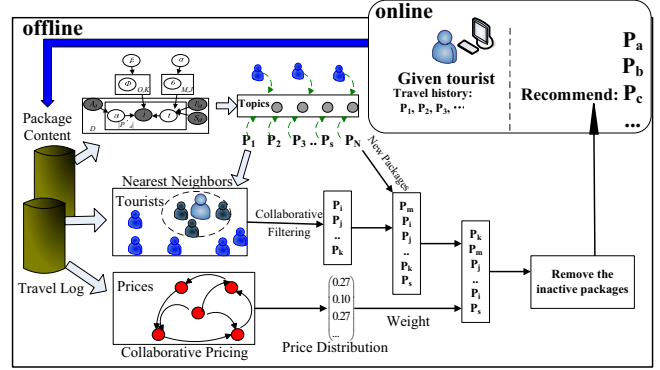 offline
online
Given tourist
Travel history:
P1, P2, P3, ...
Recommend:
Pa
Pb
Pc
...
Package
Content
Travel Log
D
O,K
M,J
Topics
P1 P2 P3 .. Ps PN
New Packages
Nearest Neighbors
Tourists
Collaborative
Filtering
Pi
Pj
..
Pk
Pm
Pi
Pj
..
Pk
Ps
Pk
Pm
Pj
..
Pi
Ps
Remove the
inactive packages
Prices
Collaborative Pricing
0.27
0.10
0.27
...
Price Distribution
Weight